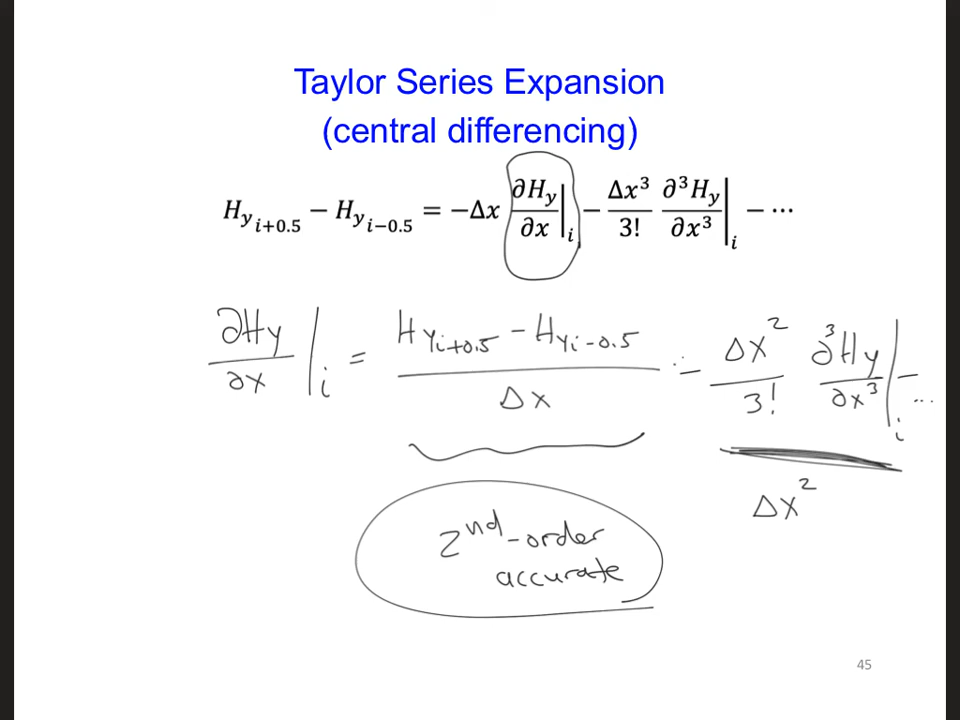 Taylor Series Expansion
(central differencing)
H_{y_{i+0.5}} − H_{y_{i−0.5}} = −Δx ∂H_y/∂x|_i − Δx³/3! ∂³H_y/∂x³|_i − ⋯
∂Hy/∂x|_i = (Hy_{i+0.5} − Hy_{i−0.5})/Δx − Δx²/3! ∂³Hy/∂x³|_i − ...
Δx²
2nd-order
accurate
45